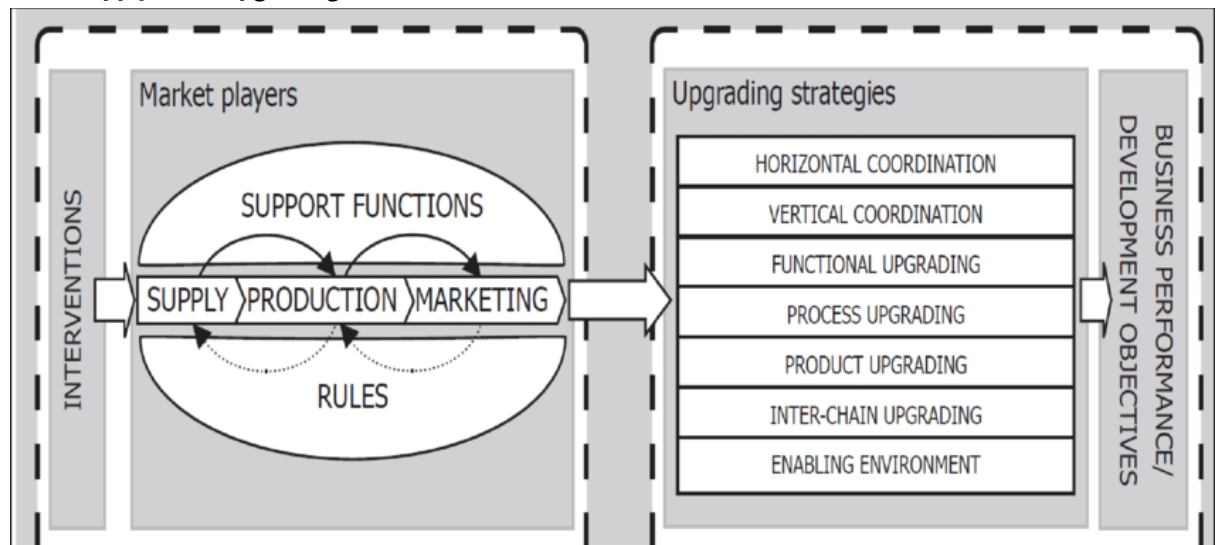 INTERVENTIONS
Market players
SUPPORT FUNCTIONS
SUPPLY
PRODUCTION
MARKETING
RULES
Upgrading strategies
HORIZONTAL COORDINATION
VERTICAL COORDINATION
FUNCTIONAL UPGRADING
PROCESS UPGRADING
PRODUCT UPGRADING
INTER-CHAIN UPGRADING
ENABLING ENVIRONMENT
BUSINESS PERFORMANCE/
DEVELOPMENT OBJECTIVES